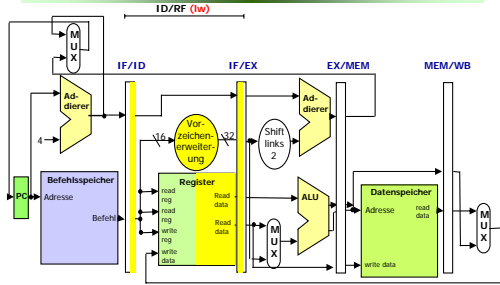 ID/RF (lw)
M
U
X
IF/ID
IF/EX
EX/MEM
MEM/WB
Ad-
dierer
4
16
Vor-
zeichen-
erweiter-
ung
32
Shift
links
2
Ad-
dierer
PC
Befehlsspeicher
Adresse
Befehl
Register
read
reg
read
reg
write
reg
write
data
Read
data
Read
data
M
U
X
ALU
Datenspeicher
Adresse
read
data
write data
M
U
X